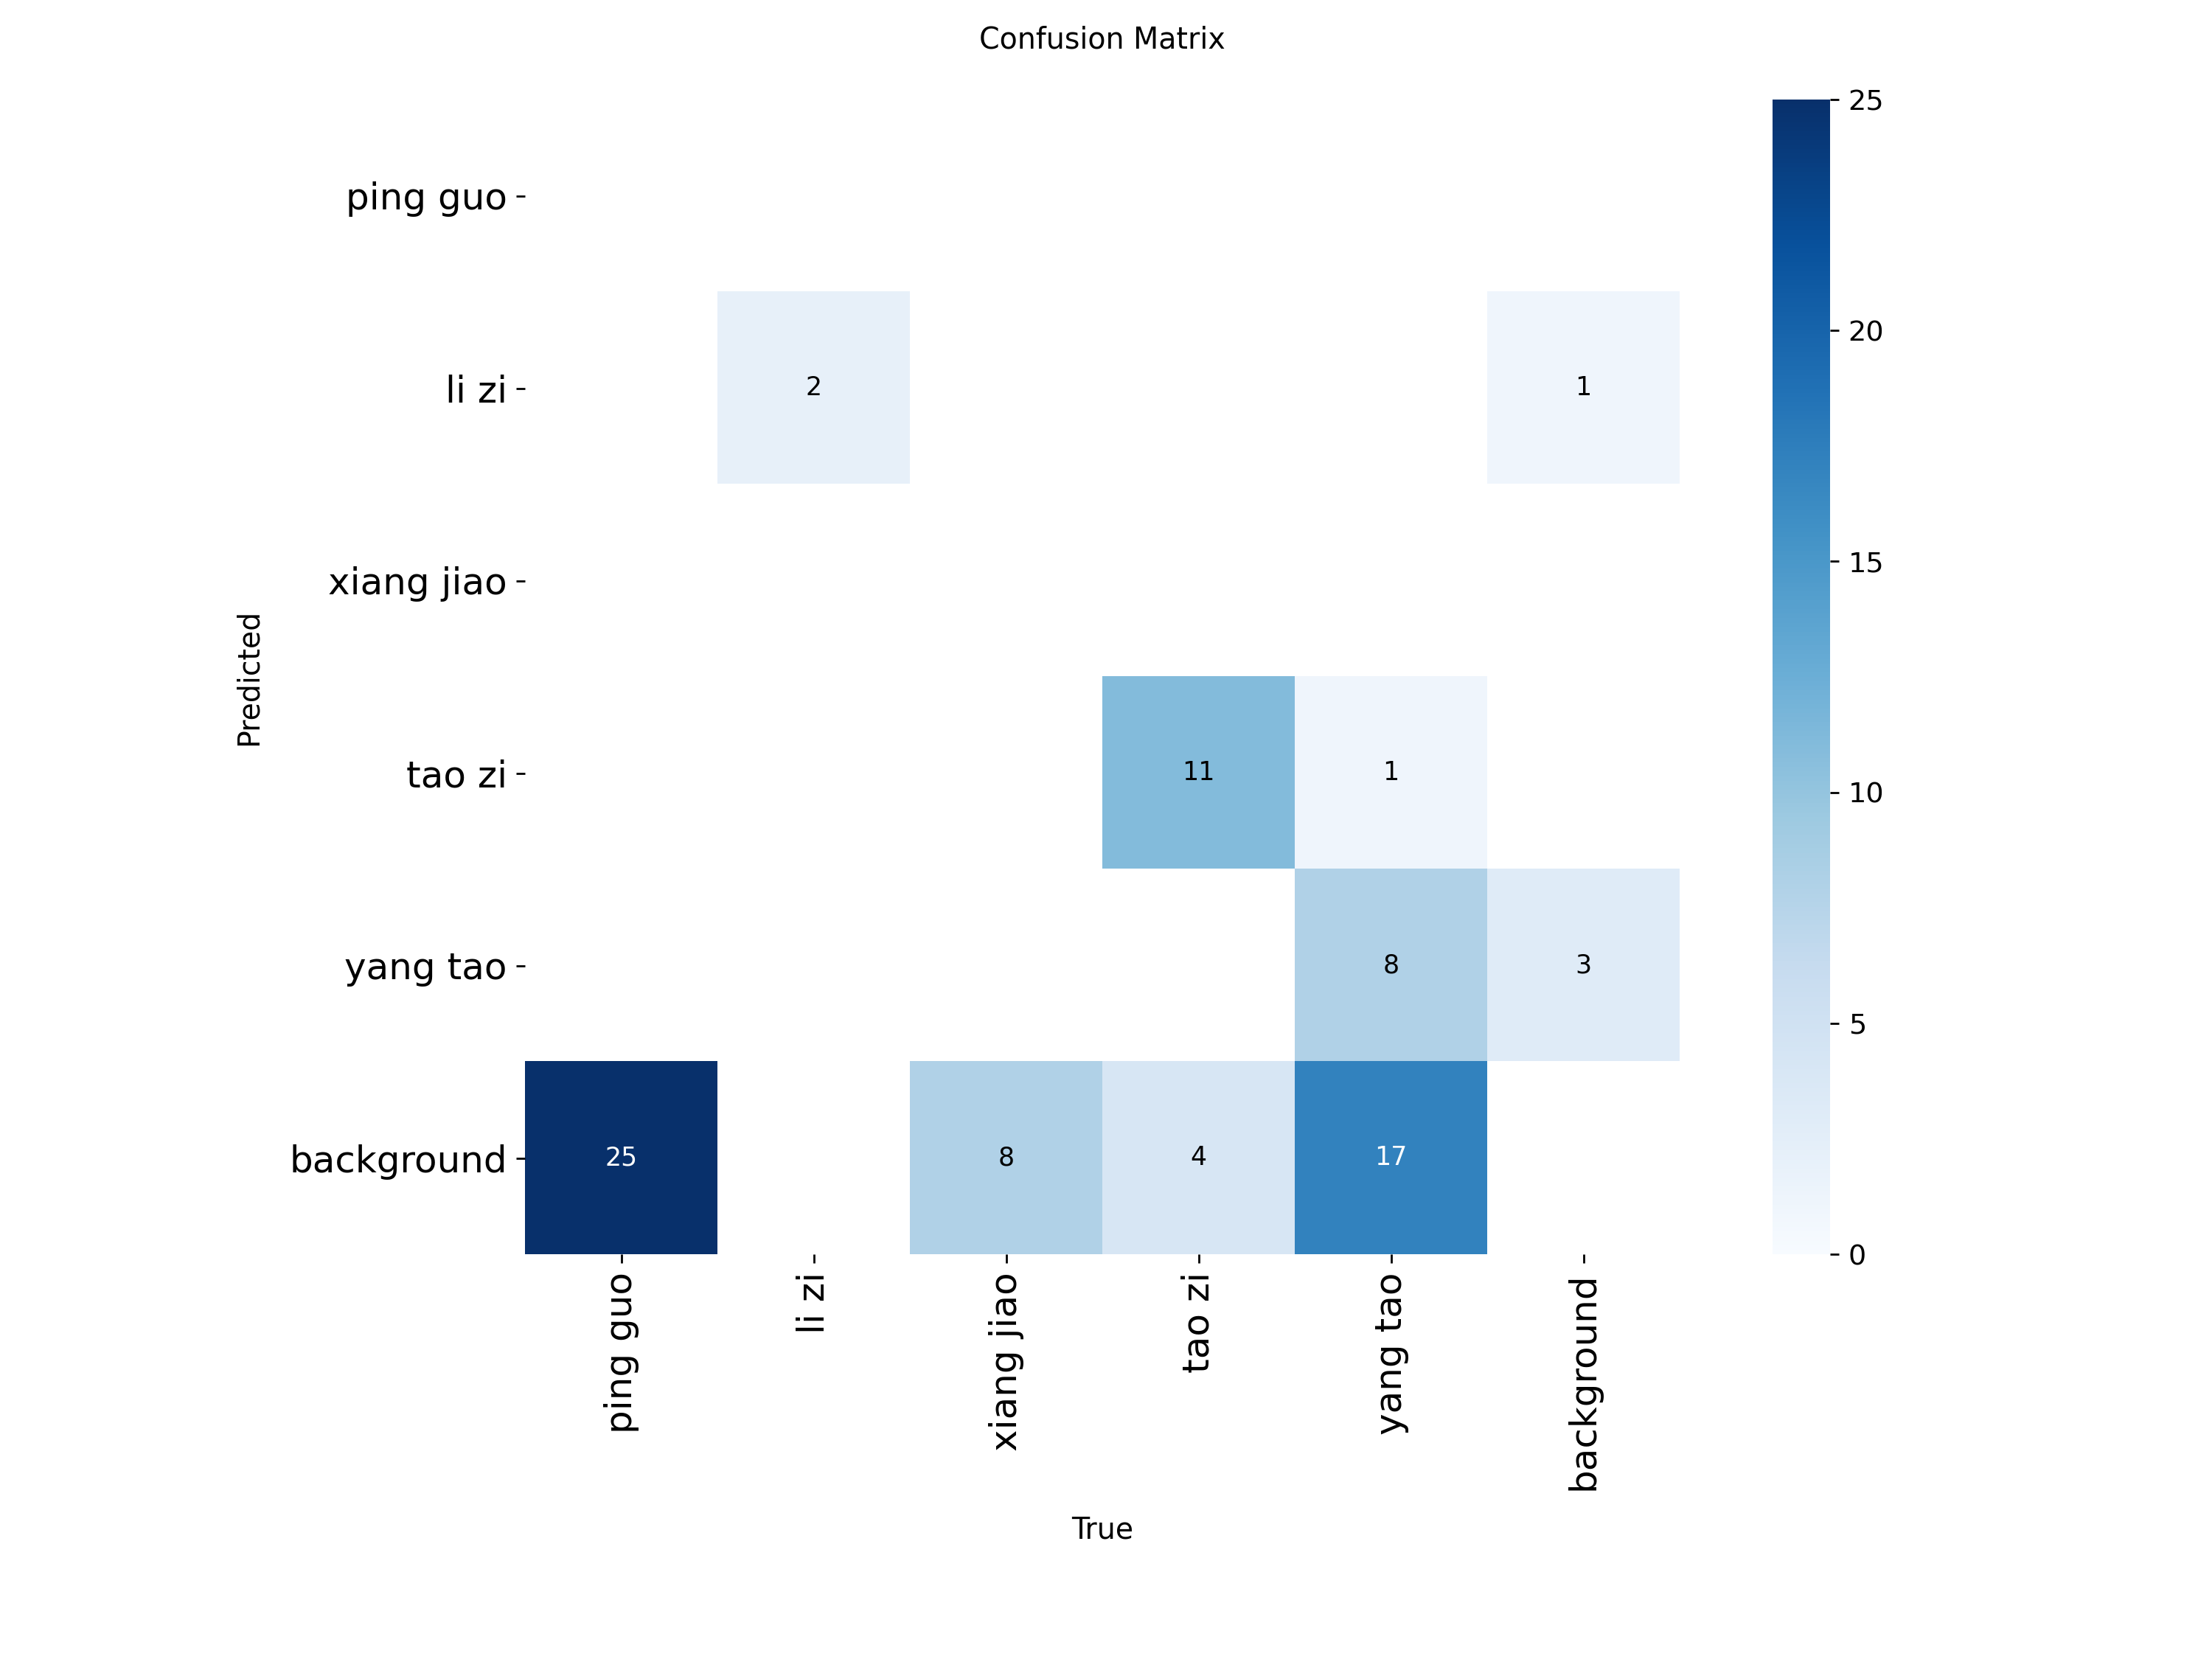 Confusion Matrix
ping guo
li zi
xiang jiao
tao zi
yang tao
background
Predicted
2
1
11
1
8
3
25
8
4
17
ping guo
li zi
xiang jiao
tao zi
yang tao
background
True
25
20
15
10
5
0